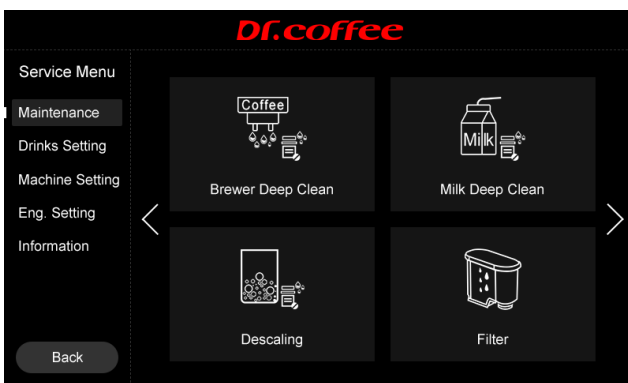 Dr.coffee
Service Menu
Maintenance
Drinks Setting
Machine Setting
Eng. Setting
Information
Back
Coffee
Brewer Deep Clean
Milk
Milk Deep Clean
Descaling
Filter